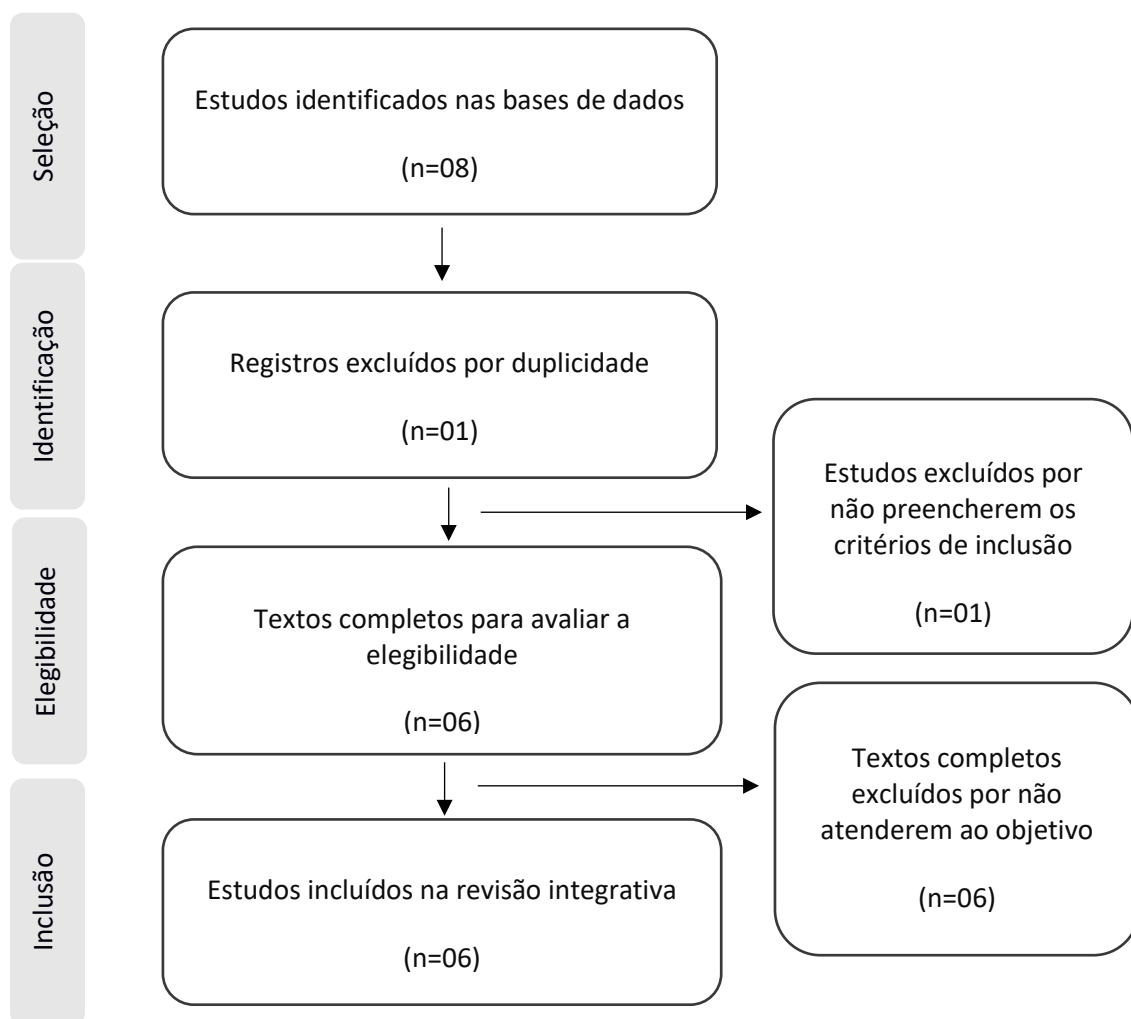 Seleção
Estudos identificados nas bases de dados
(n=08)
Identificação
Registros excluídos por duplicidade
(n=01)
Estudos excluídos por
não preencherem os
critérios de inclusão
(n=01)
Elegibilidade
Textos completos para avaliar a
elegibilidade
(n=06)
Textos completos
excluídos por não
atenderem ao objetivo
(n=06)
Inclusão
Estudos incluídos na revisão integrativa
(n=06)